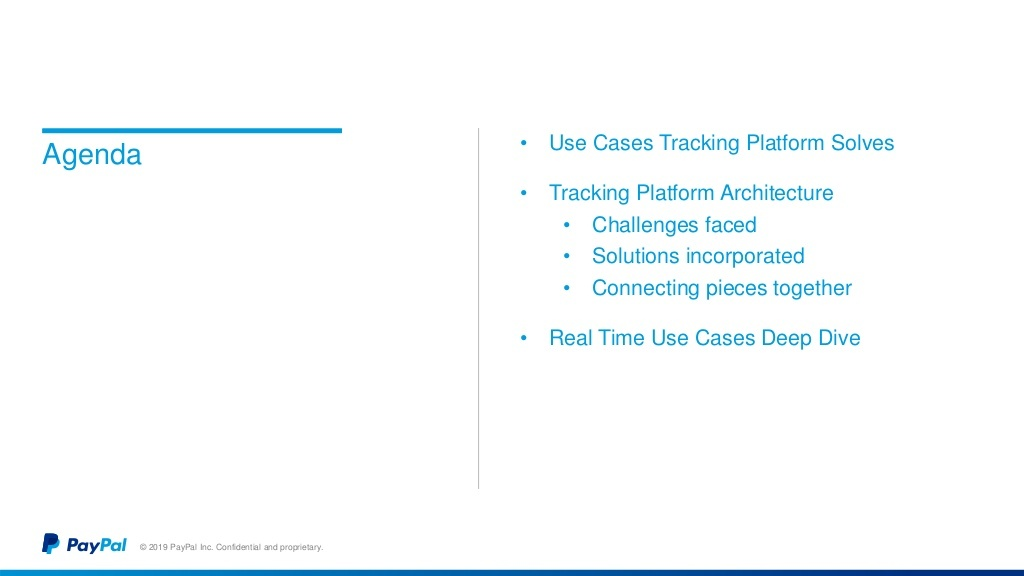 Agenda
• Use Cases Tracking Platform Solves
• Tracking Platform Architecture
• Challenges faced
• Solutions incorporated
• Connecting pieces together
• Real Time Use Cases Deep Dive
PayPal © 2019 PayPal Inc. Confidential and proprietary.